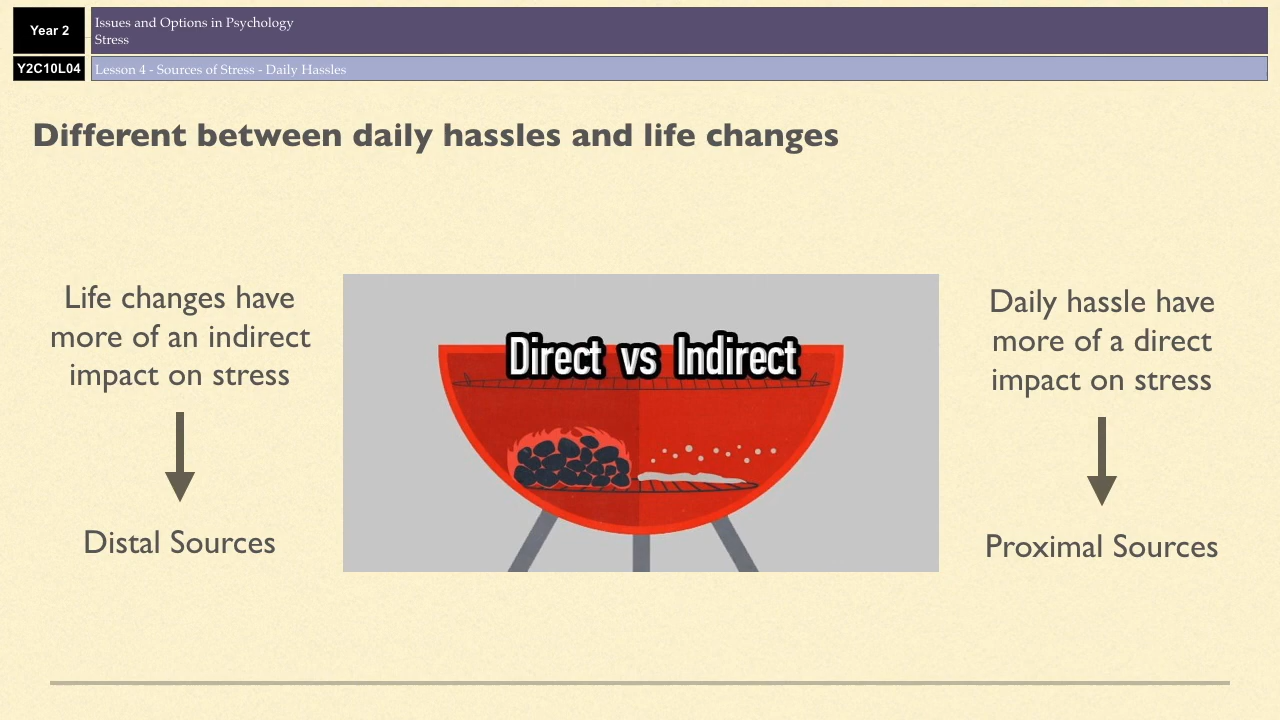 Year 2
Issues and Options in Psychology
Stress
Y2C10L04
Lesson 4 - Sources of Stress - Daily Hassles
Different between daily hassles and life changes
Life changes have
more of an indirect
impact on stress
Distal Sources
Direct vs Indirect
Daily hassle have
more of a direct
impact on stress
Proximal Sources